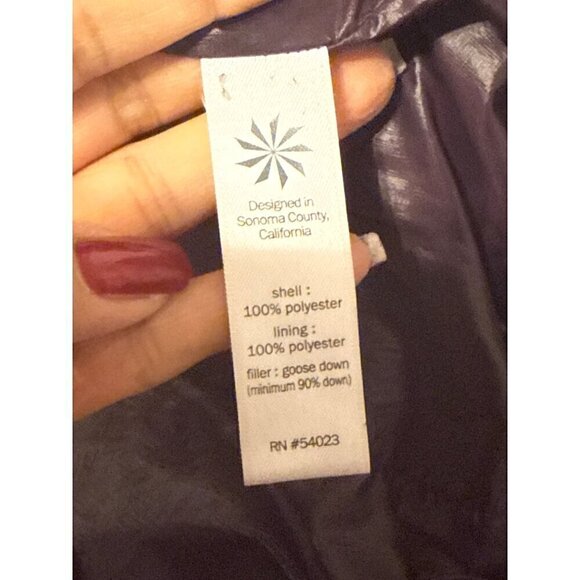 Designed in
Sonoma County,
California
shell :
100% polyester
lining :
100% polyester
filler : goose down
(minimum 90% down)
RN #54023